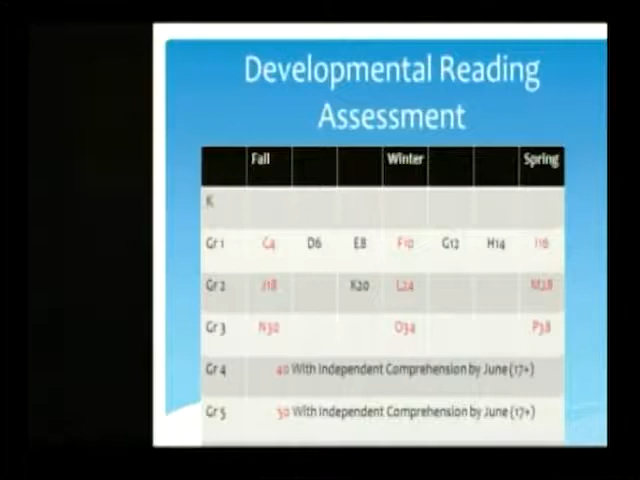 Developmental Reading
Assessment
Fall Winter Spring
K
Gr 1 C4 D6 E8 F10 G12 H14 I16
Gr 2 J18 K20 L24 M28
Gr 3 N30 O34 P38
Gr 4 40 With Independent Comprehension by June (17+)
Gr 5 50 With Independent Comprehension by June (17+)